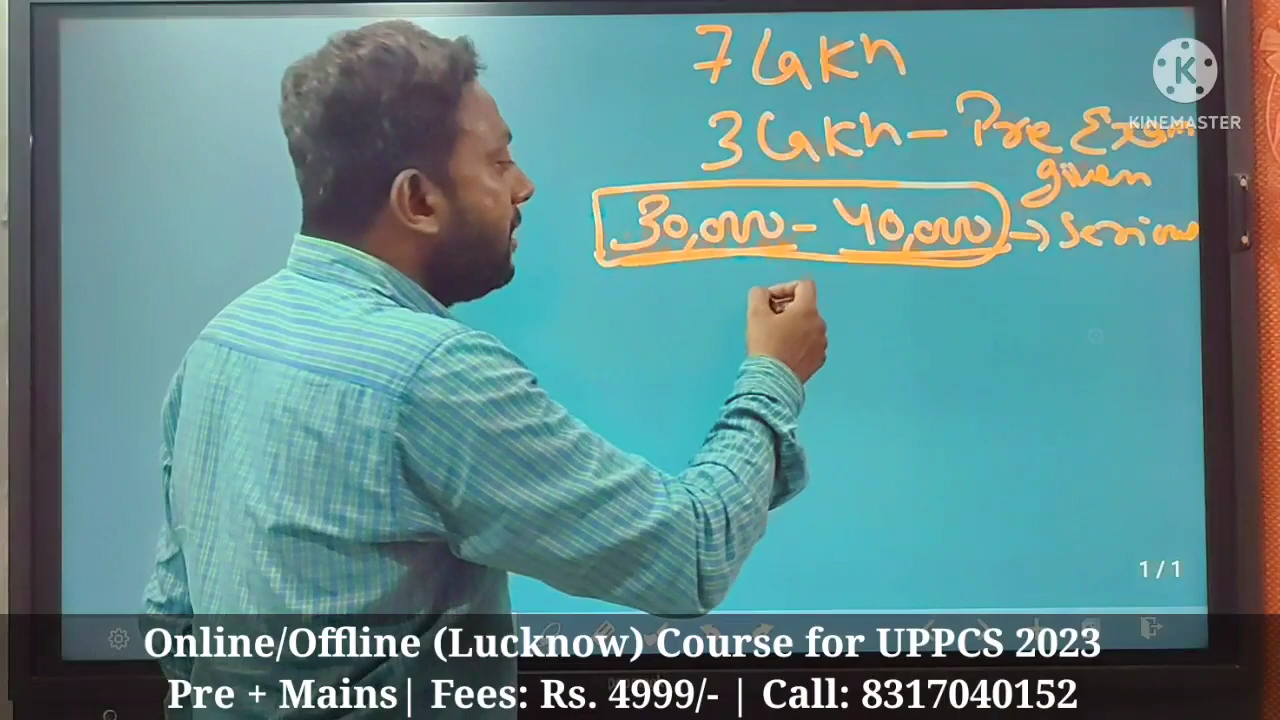 7 Lakh
KINEMASTER
3 Lakh - Pre Exam
given
30,000 - 40,000 → Serious
1/1
Online/Offline (Lucknow) Course for UPPCS 2023
Pre + Mains| Fees: Rs. 4999/- | Call: 8317040152